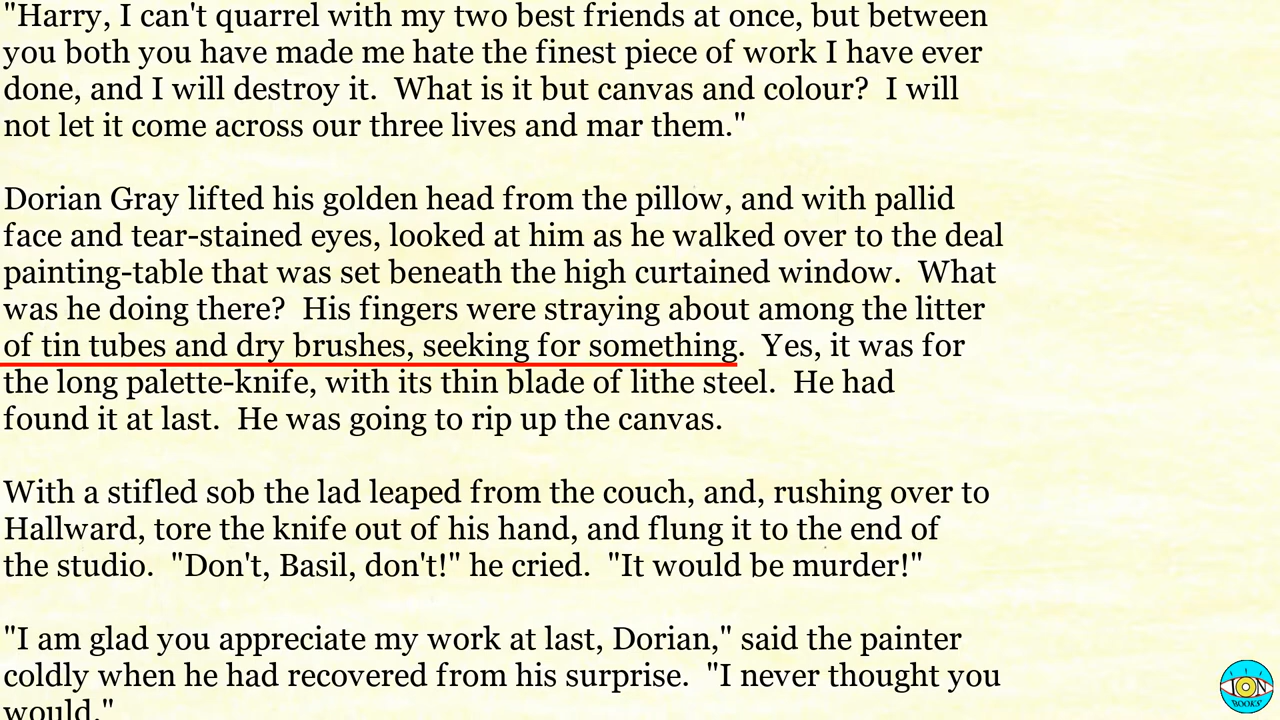 "Harry, I can't quarrel with my two best friends at once, but between
you both you have made me hate the finest piece of work I have ever
done, and I will destroy it.  What is it but canvas and colour?  I will
not let it come across our three lives and mar them."
Dorian Gray lifted his golden head from the pillow, and with pallid
face and tear-stained eyes, looked at him as he walked over to the deal
painting-table that was set beneath the high curtained window.  What
was he doing there?  His fingers were straying about among the litter
of tin tubes and dry brushes, seeking for something.  Yes, it was for
the long palette-knife, with its thin blade of lithe steel.  He had
found it at last.  He was going to rip up the canvas.
With a stifled sob the lad leaped from the couch, and, rushing over to
Hallward, tore the knife out of his hand, and flung it to the end of
the studio.  "Don't, Basil, don't!" he cried.  "It would be murder!"
"I am glad you appreciate my work at last, Dorian," said the painter
coldly when he had recovered from his surprise.  "I never thought you
would."
ION
BOOKS